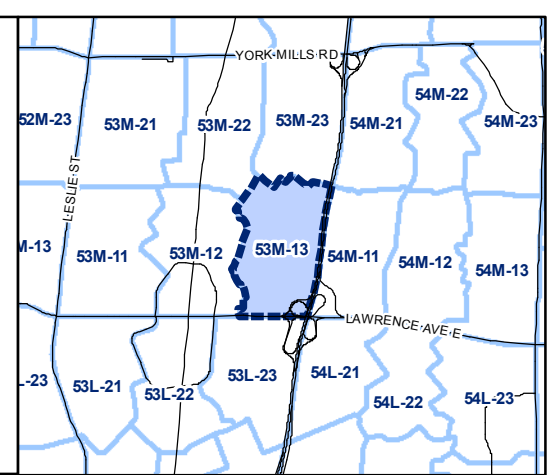 YORK MILLS RD
52M-23
53M-21
53M-22
53M-23
54M-21
54M-22
54M-23
LESLIE ST
M-13
53M-11
53M-12
53M-13
54M-11
54M-12
54M-13
LAWRENCE AVE E
L-23
53L-21
53L-22
53L-23
54L-21
54L-22
54L-23